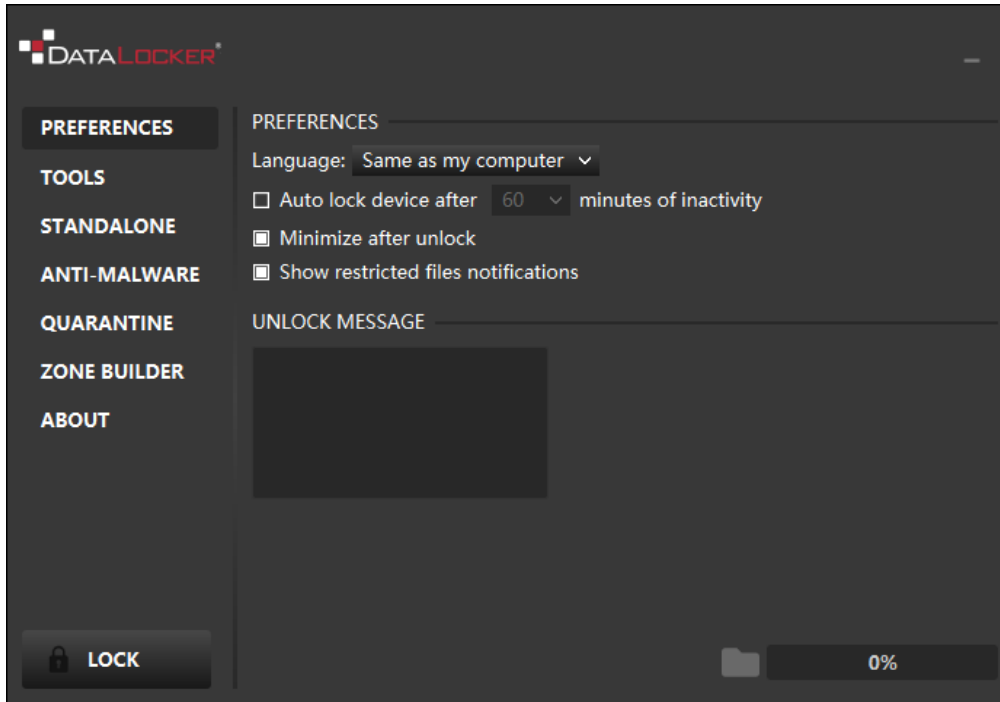 DATALOCKER®
PREFERENCES
TOOLS
STANDALONE
ANTI-MALWARE
QUARANTINE
ZONE BUILDER
ABOUT
LOCK
PREFERENCES
Language: Same as my computer
Auto lock device after 60 minutes of inactivity
Minimize after unlock
Show restricted files notifications
UNLOCK MESSAGE
0%